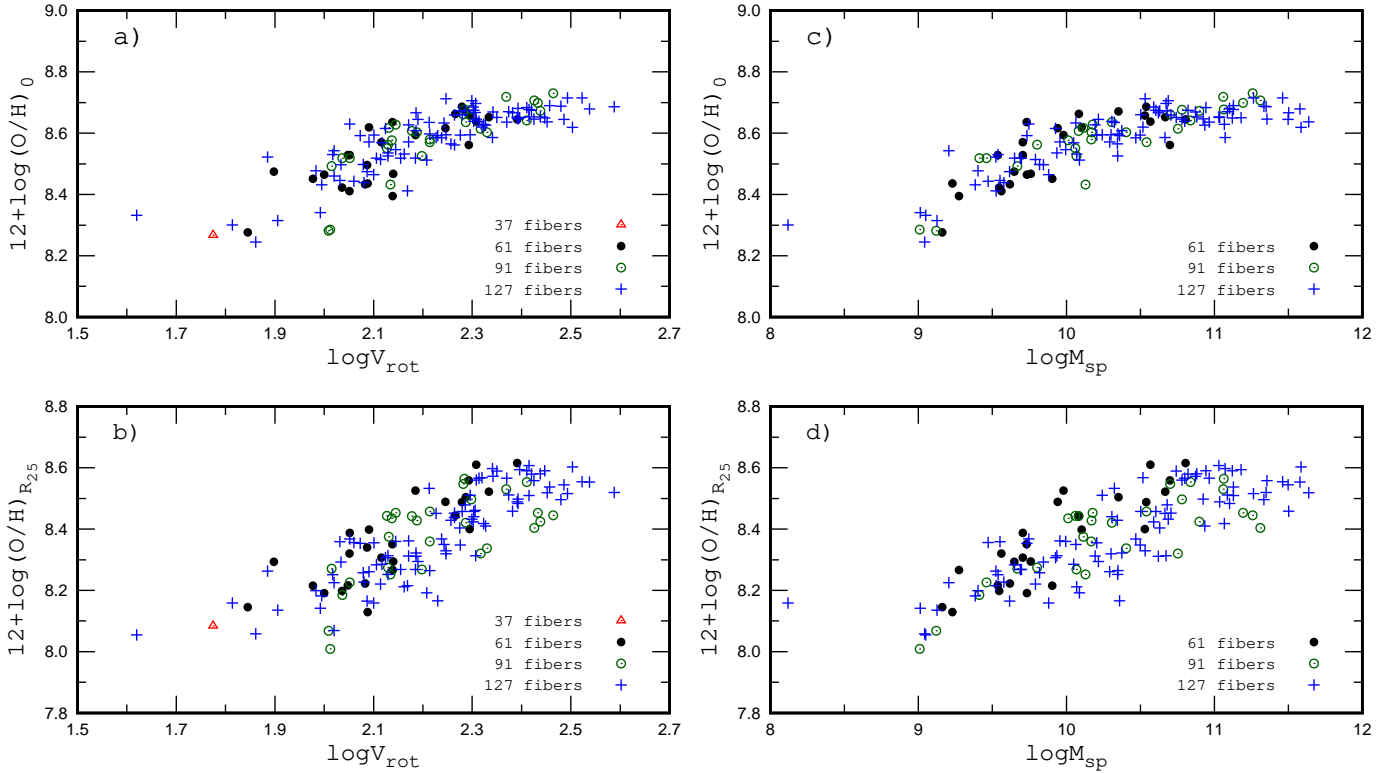 a)
12+log(O/H)0
9.0
8.8
8.6
8.4
8.2
8.0
37 fibers
61 fibers
91 fibers
127 fibers
1.5 1.7 1.9 2.1 2.3 2.5 2.7
logVrot
c)
12+log(O/H)0
9.0
8.8
8.6
8.4
8.2
8.0
61 fibers
91 fibers
127 fibers
8 9 10 11 12
logMsp
b)
12+log(O/H)R25
8.8
8.6
8.4
8.2
8.0
7.8
37 fibers
61 fibers
91 fibers
127 fibers
1.5 1.7 1.9 2.1 2.3 2.5 2.7
logVrot
d)
12+log(O/H)R25
8.8
8.6
8.4
8.2
8.0
7.8
61 fibers
91 fibers
127 fibers
8 9 10 11 12
logMsp